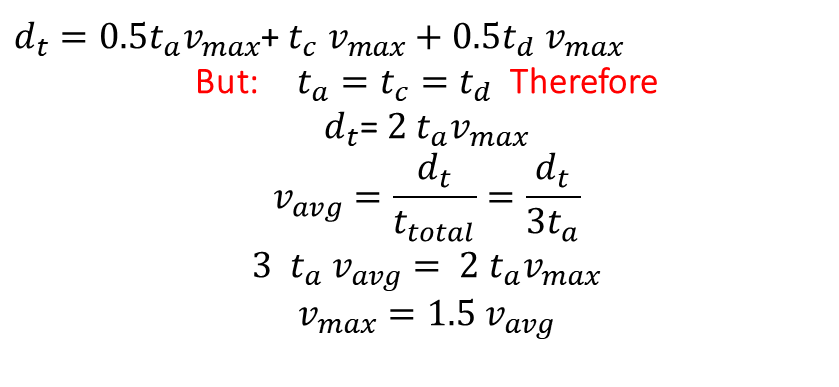 d_t = 0.5t_a v_max + t_c v_max + 0.5t_d v_max
But: t_a = t_c = t_d Therefore
d_t = 2 t_a v_max
v_avg = d_t / t_total = d_t / 3t_a
3 t_a v_avg = 2 t_a v_max
v_max = 1.5 v_avg